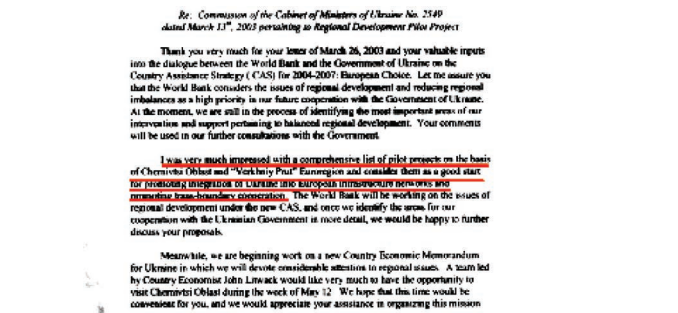 Re: Commission of the Cabinet of Ministers of Ukraine No. 2549
dated March 13th, 2003 pertaining to Regional Development Pilot Project
Thank you very much for your letter of March 26, 2003 and your valuable inputs
into the dialogue between the World Bank and the Government of Ukraine on the
Country Assistance Strategy ( CAS) for 2004-2007: European Choice. Let me assure you
that the World Bank considers the issues of regional development and reducing regional
imbalances as a high priority in our future cooperation with the Government of Ukraine.
At the moment, we are still in the process of identifying the most important areas of our
intervention and support pertaining to balanced regional development. Your comments
will be used in our further consultations with the Government.
I was very much impressed with a comprehensive list of pilot projects on the basis
of Chernivtsi Oblast and "Verkhniy Prut" Euroregion and consider them as a good start
for promoting integration of Ukraine into European infrastructure networks and
promoting trans-boundary cooperation. The World Bank will be working on the issues of
regional development under the new CAS, and once we identify the areas for our
cooperation with the Ukrainian Government in more detail, we would be happy to further
discuss your proposals.
Meanwhile, we are beginning work on a new Country Economic Memorandum
for Ukraine in which we will devote considerable attention to regional issues. A team led
by Country Economist John Litwack would like very much to have the opportunity to
visit Chernivtsi Oblast during the week of May 12. We hope that this time would be
convenient for you, and we would appreciate your assistance in organizing this mission